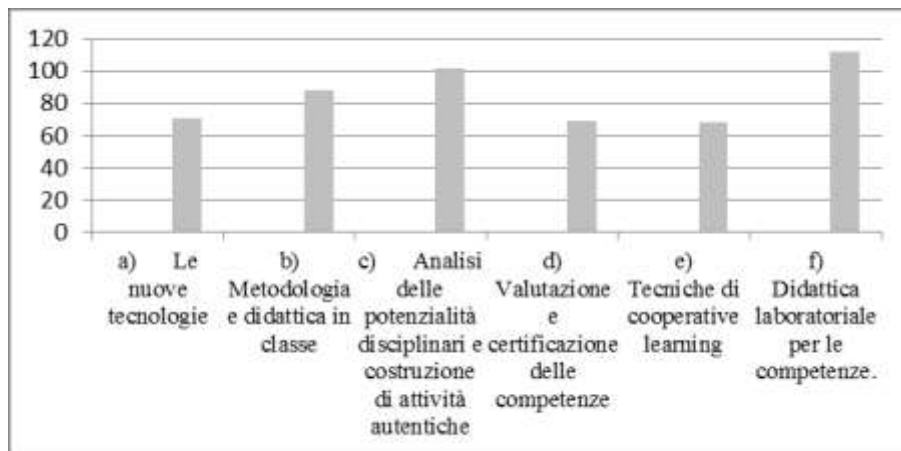 120
100
80
60
40
20
0
a) Le
nuove
tecnologie
b)
Metodologia
e didattica in
classe
c) Analisi
delle
potenzialità
disciplinari e
costruzione
di attività
autentiche
d)
Valutazione
e
certificazione
delle
competenze
e)
Tecniche di
cooperative
learning
f)
Didattica
laboratoriale
per le
competenze.